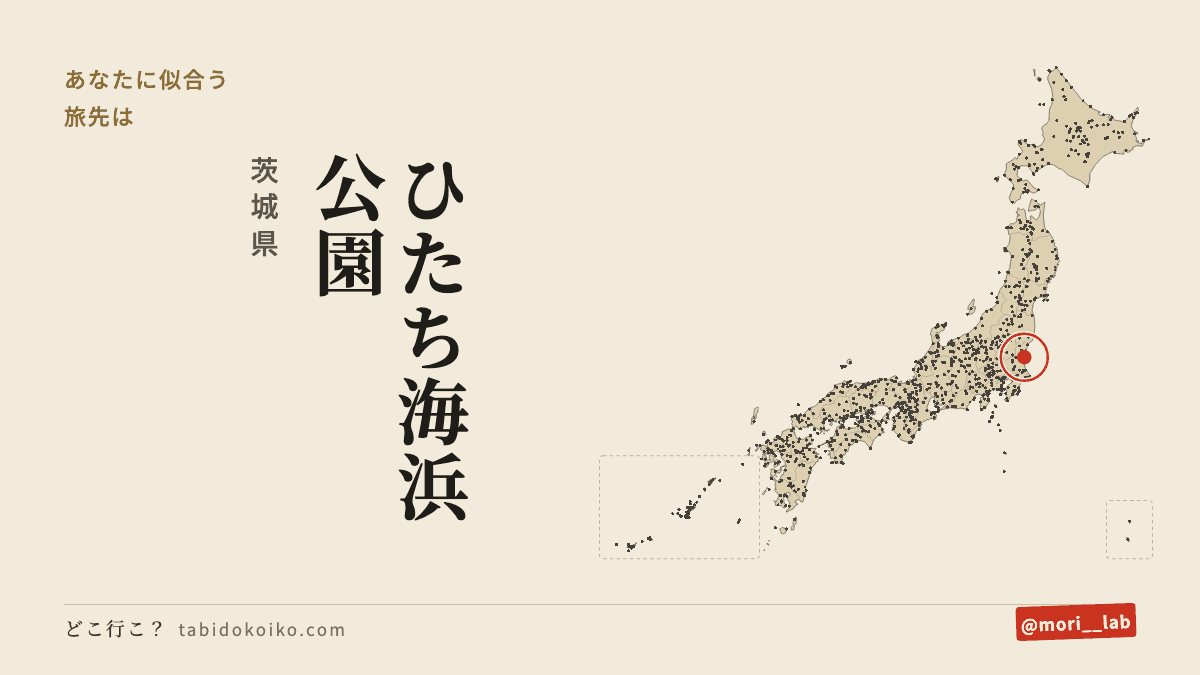 あなたに似合う
旅先は
ひたち海浜
公園
茨城県
どこ行こ？ tabidokoiko.com
@mori__lab